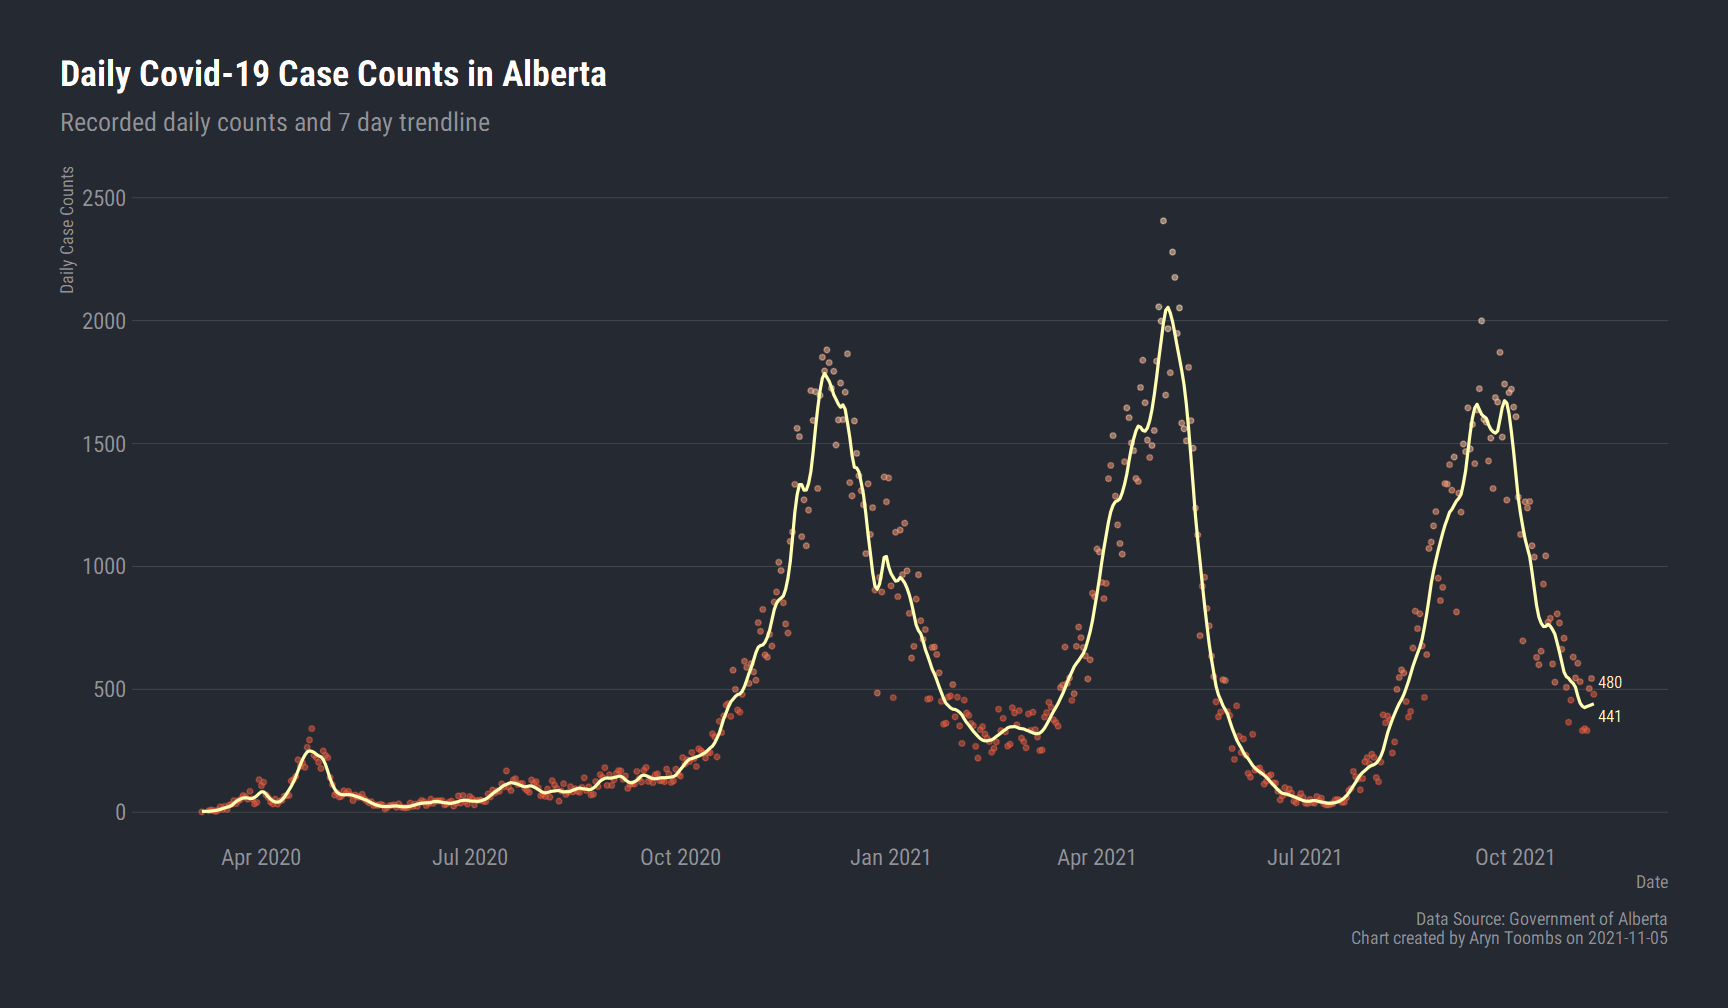 Daily Covid-19 Case Counts in Alberta
Recorded daily counts and 7 day trendline
Daily Case Counts
2500
2000
1500
1000
500
0
480
441
Apr 2020
Jul 2020
Oct 2020
Jan 2021
Apr 2021
Jul 2021
Oct 2021
Date
Data Source: Government of Alberta
Chart created by Aryn Toombs on 2021-11-05